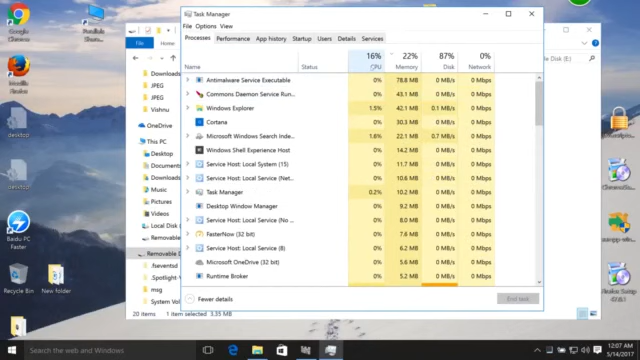 Task Manager
File Options View
Processes Performance App history Startup Users Details Services
16% 22% 87% 0%
Name Status CPU Memory Disk Network
Antimalware Service Executable 0% 78.8 MB 0 MB/s 0 Mbps
Commons Daemon Service Run... 0% 43.1 MB 0 MB/s 0 Mbps
Windows Explorer 1.5% 42.1 MB 0.1 MB/s 0 Mbps
Cortana 0% 30.3 MB 0 MB/s 0 Mbps
Microsoft Windows Search Inde... 1.6% 22.1 MB 0.7 MB/s 0 Mbps
Windows Shell Experience Host 0% 14.2 MB 0 MB/s 0 Mbps
Service Host: Local System (15) 0% 11.7 MB 0 MB/s 0 Mbps
Service Host: Local Service (Net... 0% 10.6 MB 0 MB/s 0 Mbps
Task Manager 0.2% 10.2 MB 0 MB/s 0 Mbps
Desktop Window Manager 0% 9.2 MB 0 MB/s 0 Mbps
Service Host: Local Service (No ... 0% 8.0 MB 0 MB/s 0 Mbps
FasterNow (32 bit) 0% 7.6 MB 0 MB/s 0 Mbps
Service Host: Local Service (8) 0% 6.2 MB 0 MB/s 0 Mbps
Microsoft OneDrive (32 bit) 0% 5.6 MB 0 MB/s 0 Mbps
Runtime Broker 0% 5.2 MB 0 MB/s 0 Mbps
Fewer details
End task
File
Downloads
JPEG
JPEG
Vishnu
OneDrive
This PC
Desktop
Documents
Downloads
Music
Pictures
Videos
Local Disk (
Removable
Removable D
.fseventsd
.Spotlight-V
msg
System Volu
20 items 1 item selected 3.35 MB
Google
Chrome
Mozilla
Firefox
desktop
desktop
Baidu PC
Faster
Recycle Bin
New folder
Search the web and Windows
12:07 AM
5/14/2017